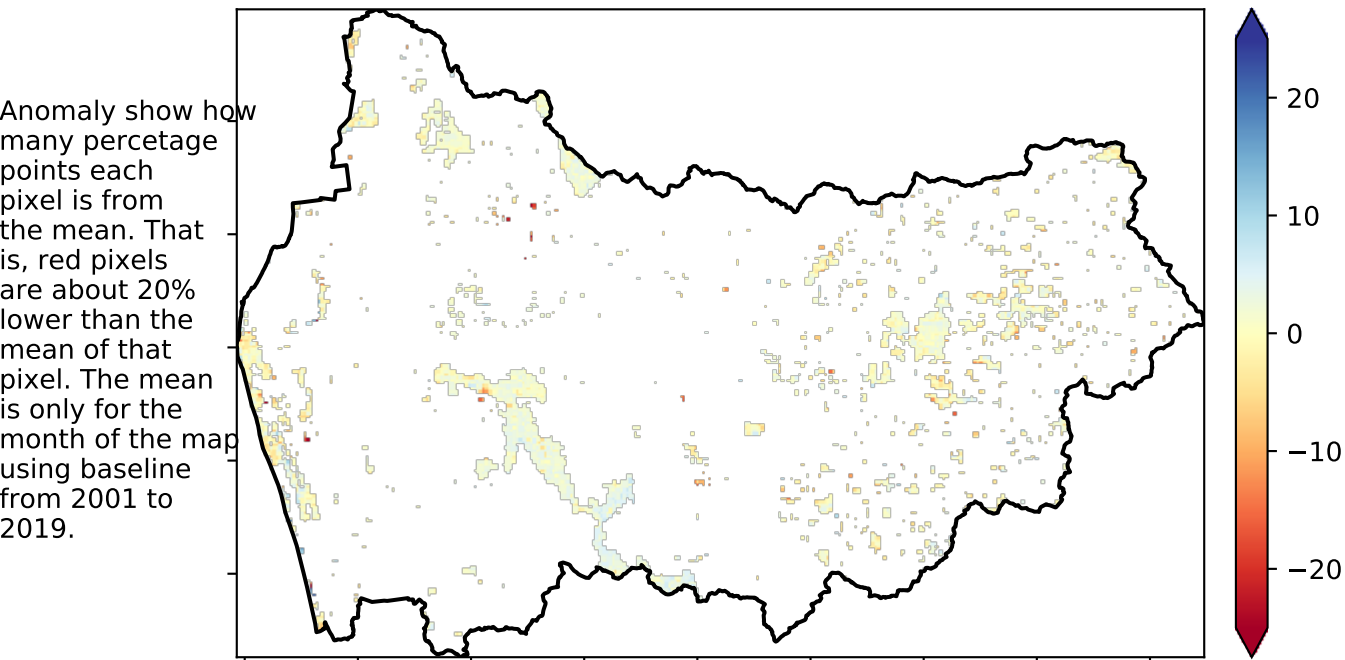 Anomaly show how
many percetage
points each
pixel is from
the mean. That
is, red pixels
are about 20%
lower than the
mean of that
pixel. The mean
is only for the
month of the map
using baseline
from 2001 to
2019.
20
10
0
−10
−20